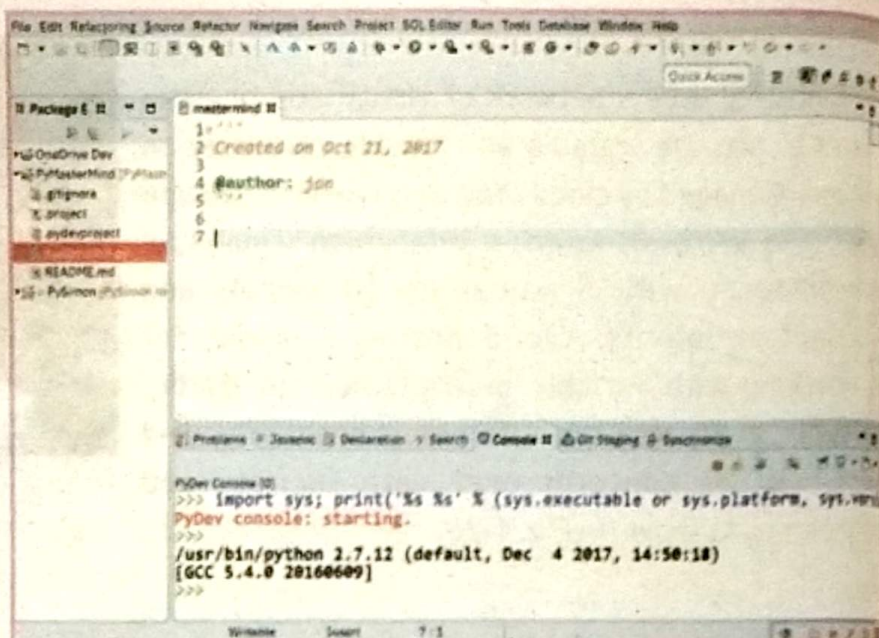 File Edit Refactoring Source Refactor Navigate Search Project SQL Editor Run Tools Database Window Help
Quick Access
Package E
mastermind
1 '''
2 Created on Oct 21, 2017
3
4 @author: jon
5 '''
6
7
OneDrive Dev
PyMasterMind
.gitignore
.project
.pydevproject
README.md
PySimon
Problems Javadoc Declaration Search Console Git Staging Synchronize
PyDev Console [0]
>>> import sys; print('%s %s' % (sys.executable or sys.platform, sys.
PyDev console: starting.
>>>
/usr/bin/python 2.7.12 (default, Dec 4 2017, 14:50:18)
[GCC 5.4.0 20160609]
>>>
Writable Insert 7 : 1